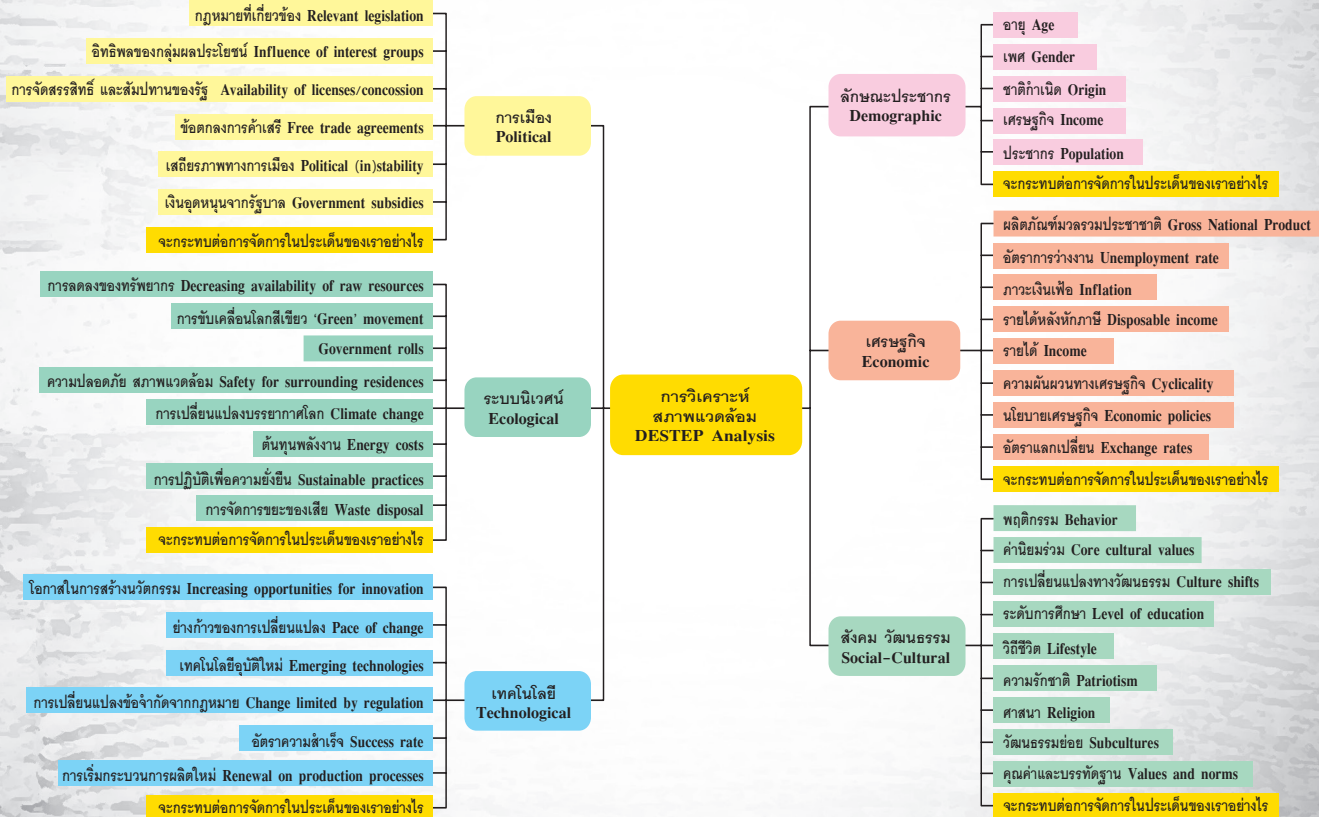 การวิเคราะห์
สภาพแวดล้อม
DESTEP Analysis
ลักษณะประชากร
Demographic
อายุ Age
เพศ Gender
ชาติกำเนิด Origin
เศรษฐกิจ Income
ประชากร Population
จะกระทบต่อการจัดการในประเด็นของเราอย่างไร
เศรษฐกิจ
Economic
ผลิตภัณฑ์มวลรวมประชาชาติ Gross National Product
อัตราการว่างงาน Unemployment rate
ภาวะเงินเฟ้อ Inflation
รายได้หลังหักภาษี Disposable income
รายได้ Income
ความผันผวนทางเศรษฐกิจ Cyclicality
นโยบายเศรษฐกิจ Economic policies
อัตราแลกเปลี่ยน Exchange rates
จะกระทบต่อการจัดการในประเด็นของเราอย่างไร
สังคม วัฒนธรรม
Social-Cultural
พฤติกรรม Behavior
ค่านิยมร่วม Core cultural values
การเปลี่ยนแปลงทางวัฒนธรรม Culture shifts
ระดับการศึกษา Level of education
วิถีชีวิต Lifestyle
ความรักชาติ Patriotism
ศาสนา Religion
วัฒนธรรมย่อย Subcultures
คุณค่าและบรรทัดฐาน Values and norms
จะกระทบต่อการจัดการในประเด็นของเราอย่างไร
การเมือง
Political
กฎหมายที่เกี่ยวข้อง Relevant legislation
อิทธิพลของกลุ่มผลประโยชน์ Influence of interest groups
การจัดสรรสิทธิ์ และสัมปทานของรัฐ Availability of licenses/concossion
ข้อตกลงการค้าเสรี Free trade agreements
เสถียรภาพทางการเมือง Political (in)stability
เงินอุดหนุนจากรัฐบาล Government subsidies
จะกระทบต่อการจัดการในประเด็นของเราอย่างไร
ระบบนิเวศน์
Ecological
การลดลงของทรัพยากร Decreasing availability of raw resources
การขับเคลื่อนโลกสีเขียว ‘Green’ movement
Government rolls
ความปลอดภัย สภาพแวดล้อม Safety for surrounding residences
การเปลี่ยนแปลงบรรยากาศโลก Climate change
ต้นทุนพลังงาน Energy costs
การปฏิบัติเพื่อความยั่งยืน Sustainable practices
การจัดการขยะของเสีย Waste disposal
จะกระทบต่อการจัดการในประเด็นของเราอย่างไร
เทคโนโลยี
Technological
โอกาสในการสร้างนวัตกรรม Increasing opportunities for innovation
ย่างก้าวของการเปลี่ยนแปลง Pace of change
เทคโนโลยีอุบัติใหม่ Emerging technologies
การเปลี่ยนแปลงข้อจำกัดจากกฎหมาย Change limited by regulation
อัตราความสำเร็จ Success rate
การเริ่มกระบวนการผลิตใหม่ Renewal on production processes
จะกระทบต่อการจัดการในประเด็นของเราอย่างไร